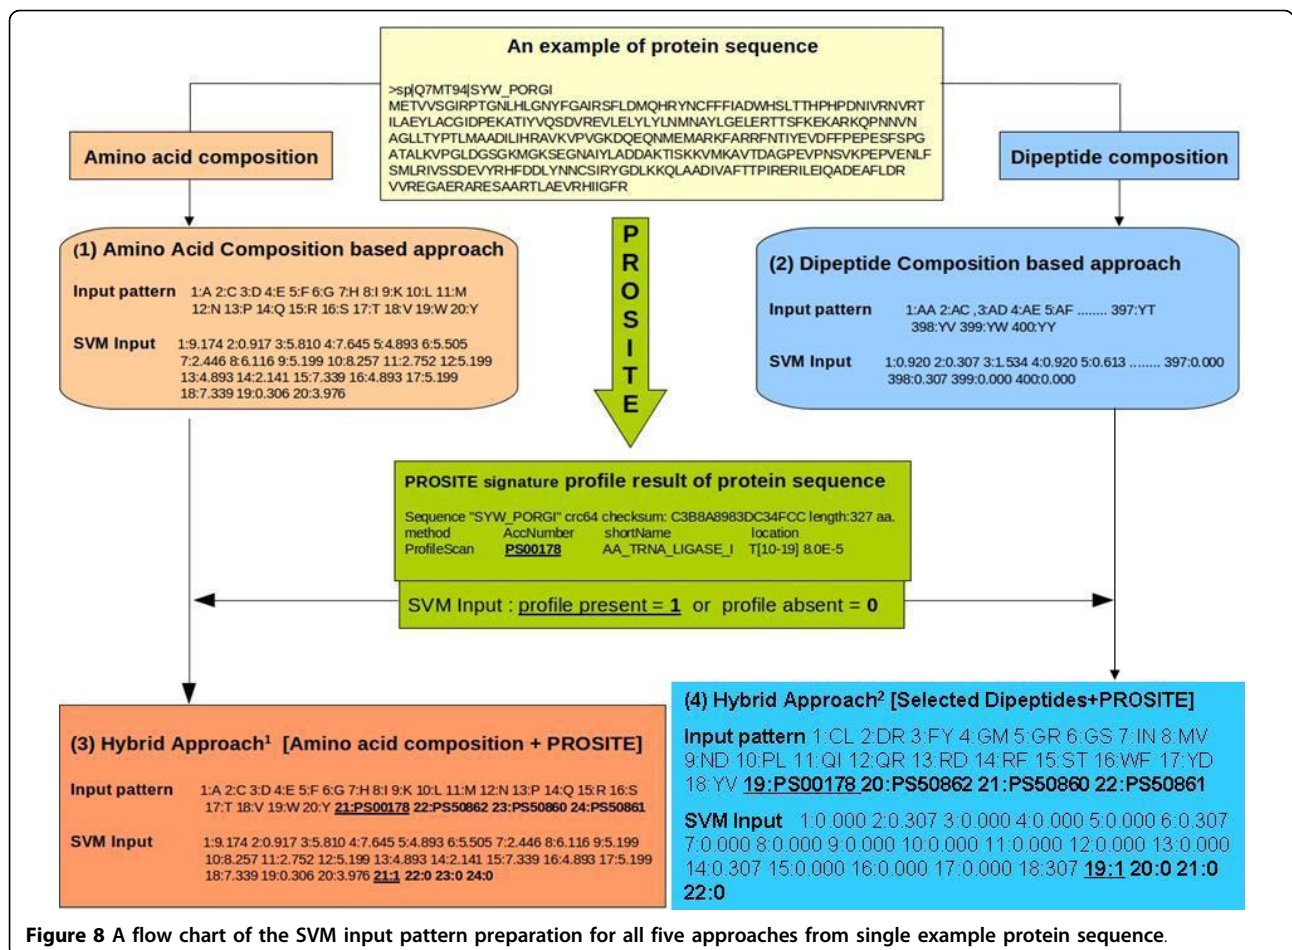 An example of protein sequence
>sp|Q7MT94|SYW_PORGI
METVVSGIRPTGNLHLGNYFGAIRSFLDMQHRYNCFFFIADWHSLTTHPHPDNIVRNVRT
ILAEYLACGIDPEKATIYVQSDVREVLELYLYLNMNAYLGELERTTSFKEKARKQPNNVN
AGLLTYPTLMAADILIHRAVKVPVGKDQEQNMEMARKFARRFNTIYEVDFFPEPESFSPG
ATALKVPGLDGSGKMGKSEGNAIYLADDAKTISKKVMKAVTDAGPEVPNSVKPEPVENLF
SMLRIVSSDEVYRHFDDLYNNCSIRYGDLKKQLAADIVAFTTPIRERILEIQADEAFLDR
VVREGAERARESAARTLAEVRHIIGFR
Amino acid composition
Dipeptide composition
(1) Amino Acid Composition based approach
Input pattern 1:A 2:C 3:D 4:E 5:F 6:G 7:H 8:I 9:K 10:L 11:M
12:N 13:P 14:Q 15:R 16:S 17:T 18:V 19:W 20:Y
SVM Input 1:9.174 2:0.917 3:5.810 4:7.645 5:4.893 6:5.505
7:2.446 8:6.116 9:5.199 10:8.257 11:2.752 12:5.199
13:4.893 14:2.141 15:7.339 16:4.893 17:5.199
18:7.339 19:0.306 20:3.976
PROSITE
(2) Dipeptide Composition based approach
Input pattern 1:AA 2:AC ,3:AD 4:AE 5:AF ........ 397:YT
398:YV 399:YW 400:YY
SVM Input 1:0.920 2:0.307 3:1.534 4:0.920 5:0.613 ........ 397:0.000
398:0.307 399:0.000 400:0.000
PROSITE signature profile result of protein sequence
Sequence "SYW_PORGI" crc64 checksum: C3B8A8983DC34FCC length:327 aa.
method AccNumber shortName location
ProfileScan PS00178 AA_TRNA_LIGASE_I T[10-19] 8.0E-5
SVM Input : profile present = 1 or profile absent = 0
(3) Hybrid Approach¹ [Amino acid composition + PROSITE]
Input pattern 1:A 2:C 3:D 4:E 5:F 6:G 7:H 8:I 9:K 10:L 11:M 12:N 13:P 14:Q 15:R 16:S
17:T 18:V 19:W 20:Y 21:PS00178 22:PS50862 23:PS50860 24:PS50861
SVM Input 1:9.174 2:0.917 3:5.810 4:7.645 5:4.893 6:5.505 7:2.446 8:6.116 9:5.199
10:8.257 11:2.752 12:5.199 13:4.893 14:2.141 15:7.339 16:4.893 17:5.199
18:7.339 19:0.306 20:3.976 21:1 22:0 23:0 24:0
(4) Hybrid Approach² [Selected Dipeptides+PROSITE]
Input pattern 1:CL 2:DR 3:FY 4:GM 5:GR 6:GS 7:IN 8:MV
9:ND 10:PL 11:QI 12:QR 13:RD 14:RF 15:ST 16:WF 17:YD
18:YV 19:PS00178 20:PS50862 21:PS50860 22:PS50861
SVM Input 1:0.000 2:0.307 3:0.000 4:0.000 5:0.000 6:0.307
7:0.000 8:0.000 9:0.000 10:0.000 11:0.000 12:0.000 13:0.000
14:0.307 15:0.000 16:0.000 17:0.000 18:307 19:1 20:0 21:0
22:0
Figure 8 A flow chart of the SVM input pattern preparation for all five approaches from single example protein sequence.